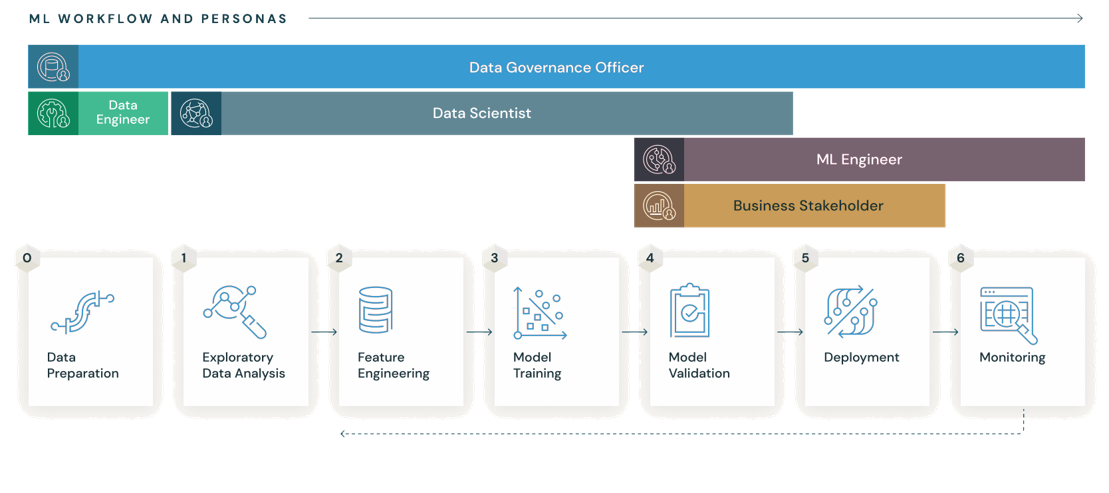 ML WORKFLOW AND PERSONAS
Data Governance Officer
Data
Engineer
Data Scientist
ML Engineer
Business Stakeholder
0
1
2
3
4
5
6
Data
Preparation
Exploratory
Data Analysis
Feature
Engineering
Model
Training
Model
Validation
Deployment
Monitoring